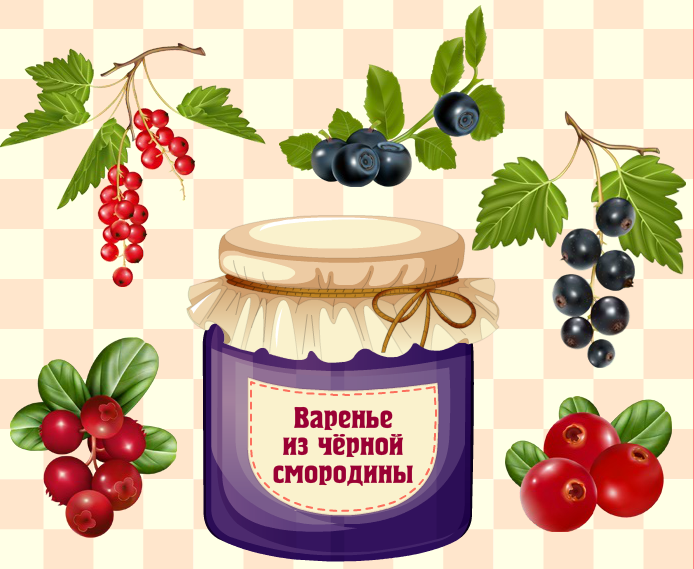 Варенье
из чёрной
смородины